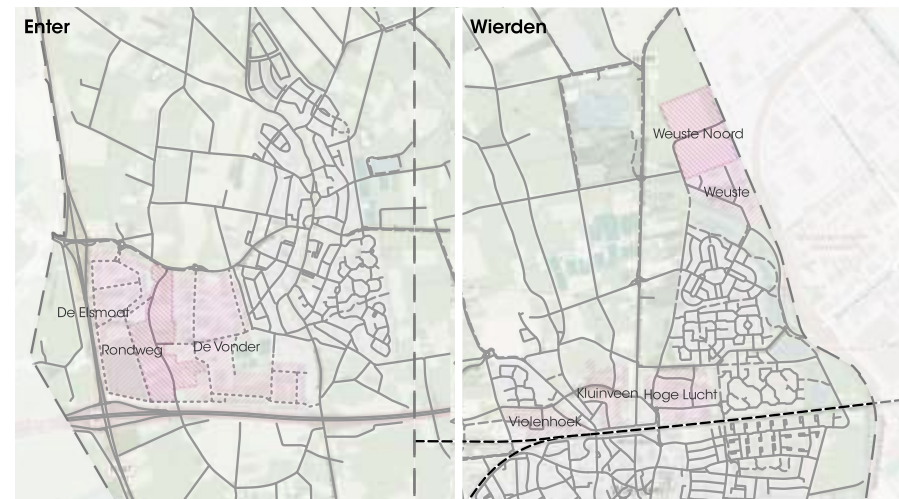 Enter
De Elsmaat
Rondweg
De Vonder
Wierden
Weuste Noord
Weuste
Kluinveen
Hoge Lucht
Violenhoek